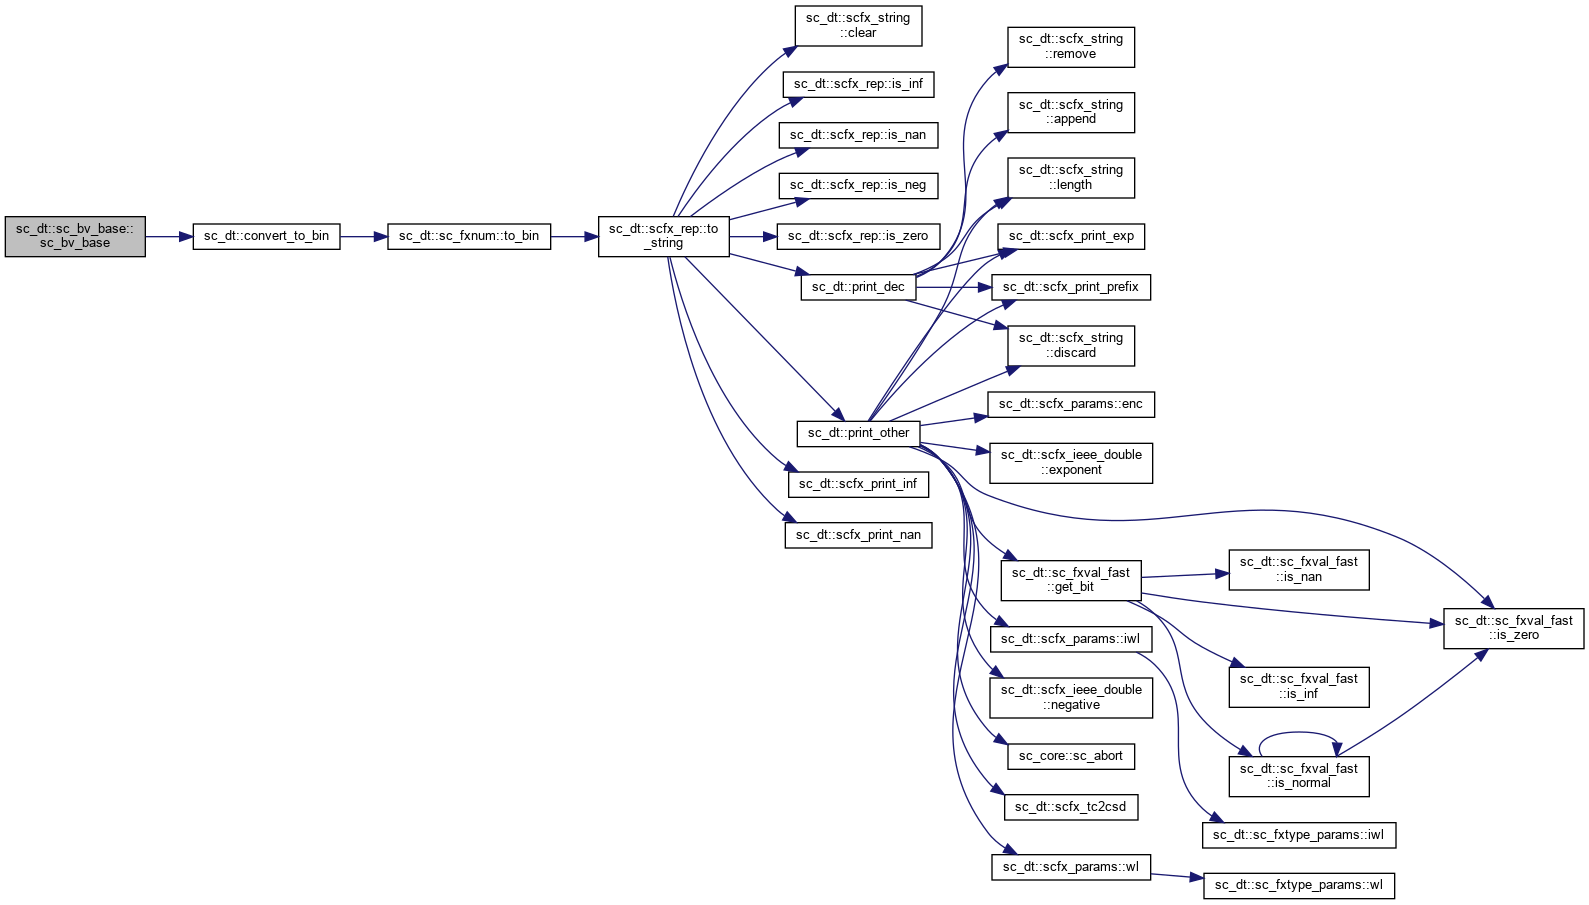 sc_dt::sc_bv_base::
sc_bv_base
sc_dt::convert_to_bin
sc_dt::sc_fxnum::to_bin
sc_dt::scfx_rep::to
_string
sc_dt::scfx_string
::clear
sc_dt::scfx_rep::is_inf
sc_dt::scfx_rep::is_nan
sc_dt::scfx_rep::is_neg
sc_dt::scfx_rep::is_zero
sc_dt::print_dec
sc_dt::print_other
sc_dt::scfx_print_inf
sc_dt::scfx_print_nan
sc_dt::scfx_string
::remove
sc_dt::scfx_string
::append
sc_dt::scfx_string
::length
sc_dt::scfx_print_exp
sc_dt::scfx_print_prefix
sc_dt::scfx_string
::discard
sc_dt::scfx_params::enc
sc_dt::scfx_ieee_double
::exponent
sc_dt::sc_fxval_fast
::get_bit
sc_dt::scfx_params::iwl
sc_dt::scfx_ieee_double
::negative
sc_core::sc_abort
sc_dt::scfx_tc2csd
sc_dt::scfx_params::wl
sc_dt::sc_fxval_fast
::is_nan
sc_dt::sc_fxval_fast
::is_inf
sc_dt::sc_fxval_fast
::is_normal
sc_dt::sc_fxtype_params::iwl
sc_dt::sc_fxtype_params::wl
sc_dt::sc_fxval_fast
::is_zero